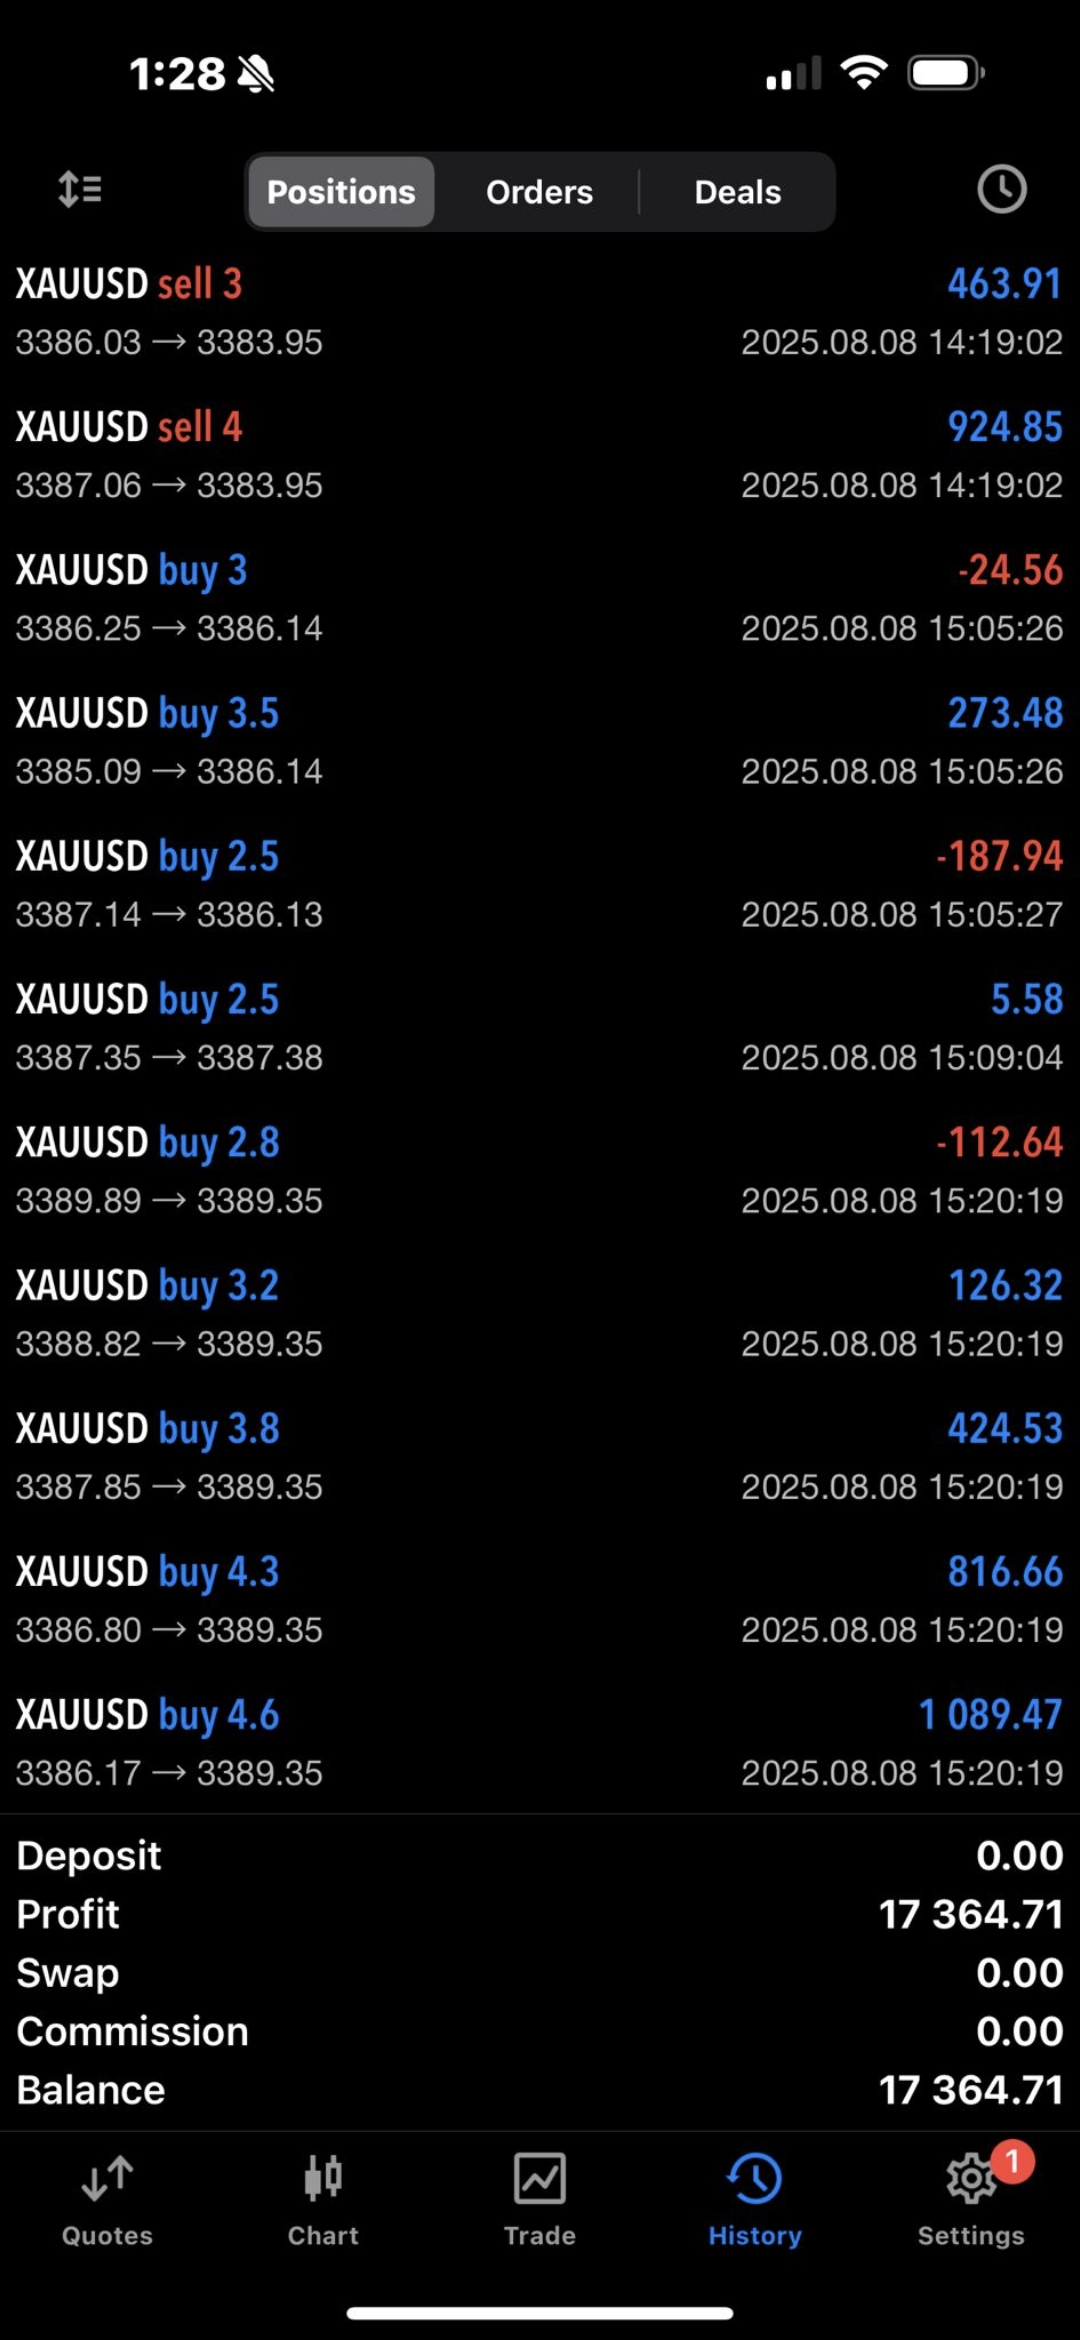 1:28
Positions Orders Deals
XAUUSD sell 3 463.91
3386.03 → 3383.95 2025.08.08 14:19:02
XAUUSD sell 4 924.85
3387.06 → 3383.95 2025.08.08 14:19:02
XAUUSD buy 3 -24.56
3386.25 → 3386.14 2025.08.08 15:05:26
XAUUSD buy 3.5 273.48
3385.09 → 3386.14 2025.08.08 15:05:26
XAUUSD buy 2.5 -187.94
3387.14 → 3386.13 2025.08.08 15:05:27
XAUUSD buy 2.5 5.58
3387.35 → 3387.38 2025.08.08 15:09:04
XAUUSD buy 2.8 -112.64
3389.89 → 3389.35 2025.08.08 15:20:19
XAUUSD buy 3.2 126.32
3388.82 → 3389.35 2025.08.08 15:20:19
XAUUSD buy 3.8 424.53
3387.85 → 3389.35 2025.08.08 15:20:19
XAUUSD buy 4.3 816.66
3386.80 → 3389.35 2025.08.08 15:20:19
XAUUSD buy 4.6 1 089.47
3386.17 → 3389.35 2025.08.08 15:20:19
Deposit 0.00
Profit 17 364.71
Swap 0.00
Commission 0.00
Balance 17 364.71
1
Quotes Chart Trade History Settings